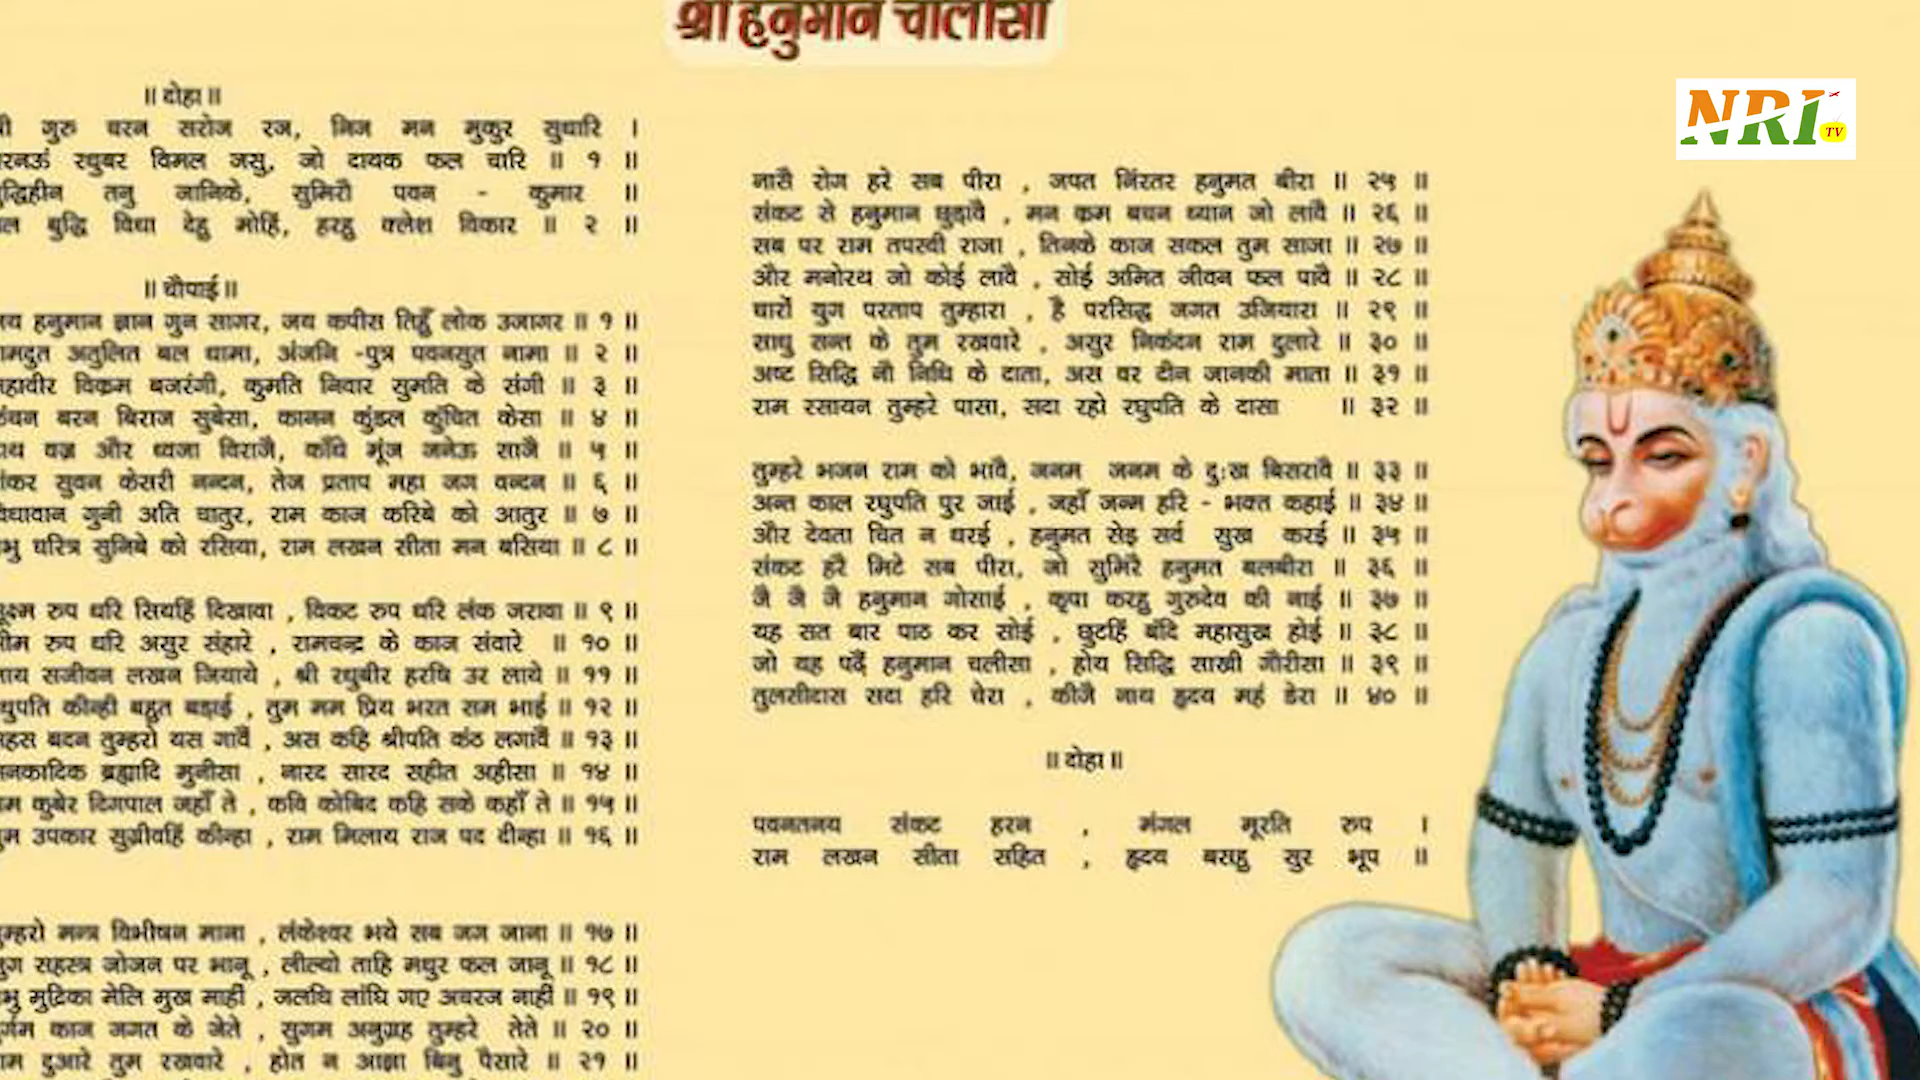 श्री हनुमान चालीसा
NRI
TV
॥ दोहा ॥
गुरु चरन सरोज रज, निज मन मुकुर सुधारि ।
रनऊं रघुबर विमल जसु, जो दायक फल चारि ॥ १ ॥
द्धिहीन तनु जानिके, सुमिरौ पवन - कुमार ॥
ल बुद्धि विधा देहु मोहिं, हरहु क्लेश विकार ॥ २ ॥
॥ चौपाई ॥
य हनुमान ज्ञान गुन सागर, जय कपीस तिहुँ लोक उजागर ॥ १ ॥
मदुत अतुलित बल धामा, अंजनि -पुत्र पवनसुत नामा ॥ २ ॥
हावीर विक्रम बजरंगी, कुमति निवार सुमति के संगी ॥ ३ ॥
चन बरन बिराज सुबेसा, कानन कुंडल कुंचित केसा ॥ ४ ॥
थ वज्र और ध्वजा विराजै, काँधे मूंज जनेऊ साजै ॥ ५ ॥
कर सुवन केसरी नन्दन, तेज प्रताप महा जग वन्दन ॥ ६ ॥
धावान गुनी अति चातुर, राम काज करिबे को आतुर ॥ ७ ॥
भु चरित्र सुनिबे को रसिया, राम लखन सीता मन बसिया ॥ ८ ॥
क्ष्म रुप धरि सियहिं दिखावा , विकट रुप धरि लंक जरावा ॥ ९ ॥
म रुप धरि असुर संहारे , रामचन्द्र के काज संवारे ॥ १० ॥
य सजीवन लखन जियाये , श्री रघुबीर हरषि उर लाये ॥ ११ ॥
घुपति कीन्ही बहुत बड़ाई , तुम मम प्रिय भरत सम भाई ॥ १२ ॥
हस बदन तुम्हरो यस गावैं , अस कहि श्रीपति कंठ लगावैं ॥ १३ ॥
नकादिक ब्रह्मादि मुनीसा , नारद सारद सहीत अहीसा ॥ १४ ॥
म कुबेर दिगपाल जहाँ ते , कवि कोबिद कहि सके कहाँ ते ॥ १५ ॥
म उपकार सुग्रीवहिं कीन्हा , राम मिलाय राज पद दीन्हा ॥ १६ ॥
म्हरो मन्त्र विभीषन माना , लंकेश्वर भये सब जग जाना ॥ १७ ॥
ग सहस्त्र जोजन पर भानू , लील्यो ताहि मधुर फल जानू ॥ १८ ॥
भु मुद्रिका मेलि मुख माहीं , जलधि लांघि गए अचरज नाहीं ॥ १९ ॥
र्गम काज जगत के जेते , सुगम अनुग्रह तुम्हरे तेते ॥ २० ॥
म दुआरे तुम रखवारे , होत न आज्ञा बिनु पैसारे ॥ २१ ॥
नासै रोग हरे सब पीरा , जपत निंरतर हनुमत बीरा ॥ २५ ॥
संकट से हनुमान छुड़ावै , मन क्रम बचन ध्यान जो लावै ॥ २६ ॥
सब पर राम तपस्वी राजा , तिनके काज सकल तुम साजा ॥ २७ ॥
और मनोरथ जो कोई लावै , सोई अमित जीवन फल पावै ॥ २८ ॥
चारों युग परताप तुम्हारा , है परसिद्ध जगत उजियारा ॥ २९ ॥
साधु सन्त के तुम रखवारे , असुर निकंदन राम दुलारे ॥ ३० ॥
अष्ट सिद्धि नौ निधि के दाता, अस वर दीन जानकी माता ॥ ३१ ॥
राम रसायन तुम्हरे पासा, सदा रहो रघुपति के दासा ॥ ३२ ॥
तुम्हरे भजन राम को भावै, जनम जनम के दुःख बिसरावै ॥ ३३ ॥
अन्त काल रघुपति पुर जाई , जहाँ जन्म हरि - भक्त कहाई ॥ ३४ ॥
और देवता चित न धरई , हनुमत सेइ सर्व सुख करई ॥ ३५ ॥
संकट हरै मिटे सब पीरा, जो सुमिरै हनुमत बलबीरा ॥ ३६ ॥
जै जै जै हनुमान गोसाई , कृपा करहु गुरुदेव की नाई ॥ ३७ ॥
यह सत बार पाठ कर सोई , छुटहिं बंदि महासुख होई ॥ ३८ ॥
जो यह पढ़ैं हनुमान चलीसा , होय सिद्धि साखी गौरीसा ॥ ३९ ॥
तुलसीदास सदा हरि चेरा , कीजै नाथ हृदय महं डेरा ॥ ४० ॥
॥ दोहा ॥
पवनतनय संकट हरन , मंगल मूरति रुप ।
राम लखन सीता सहित , हृदय बसहु सुर भूप ॥